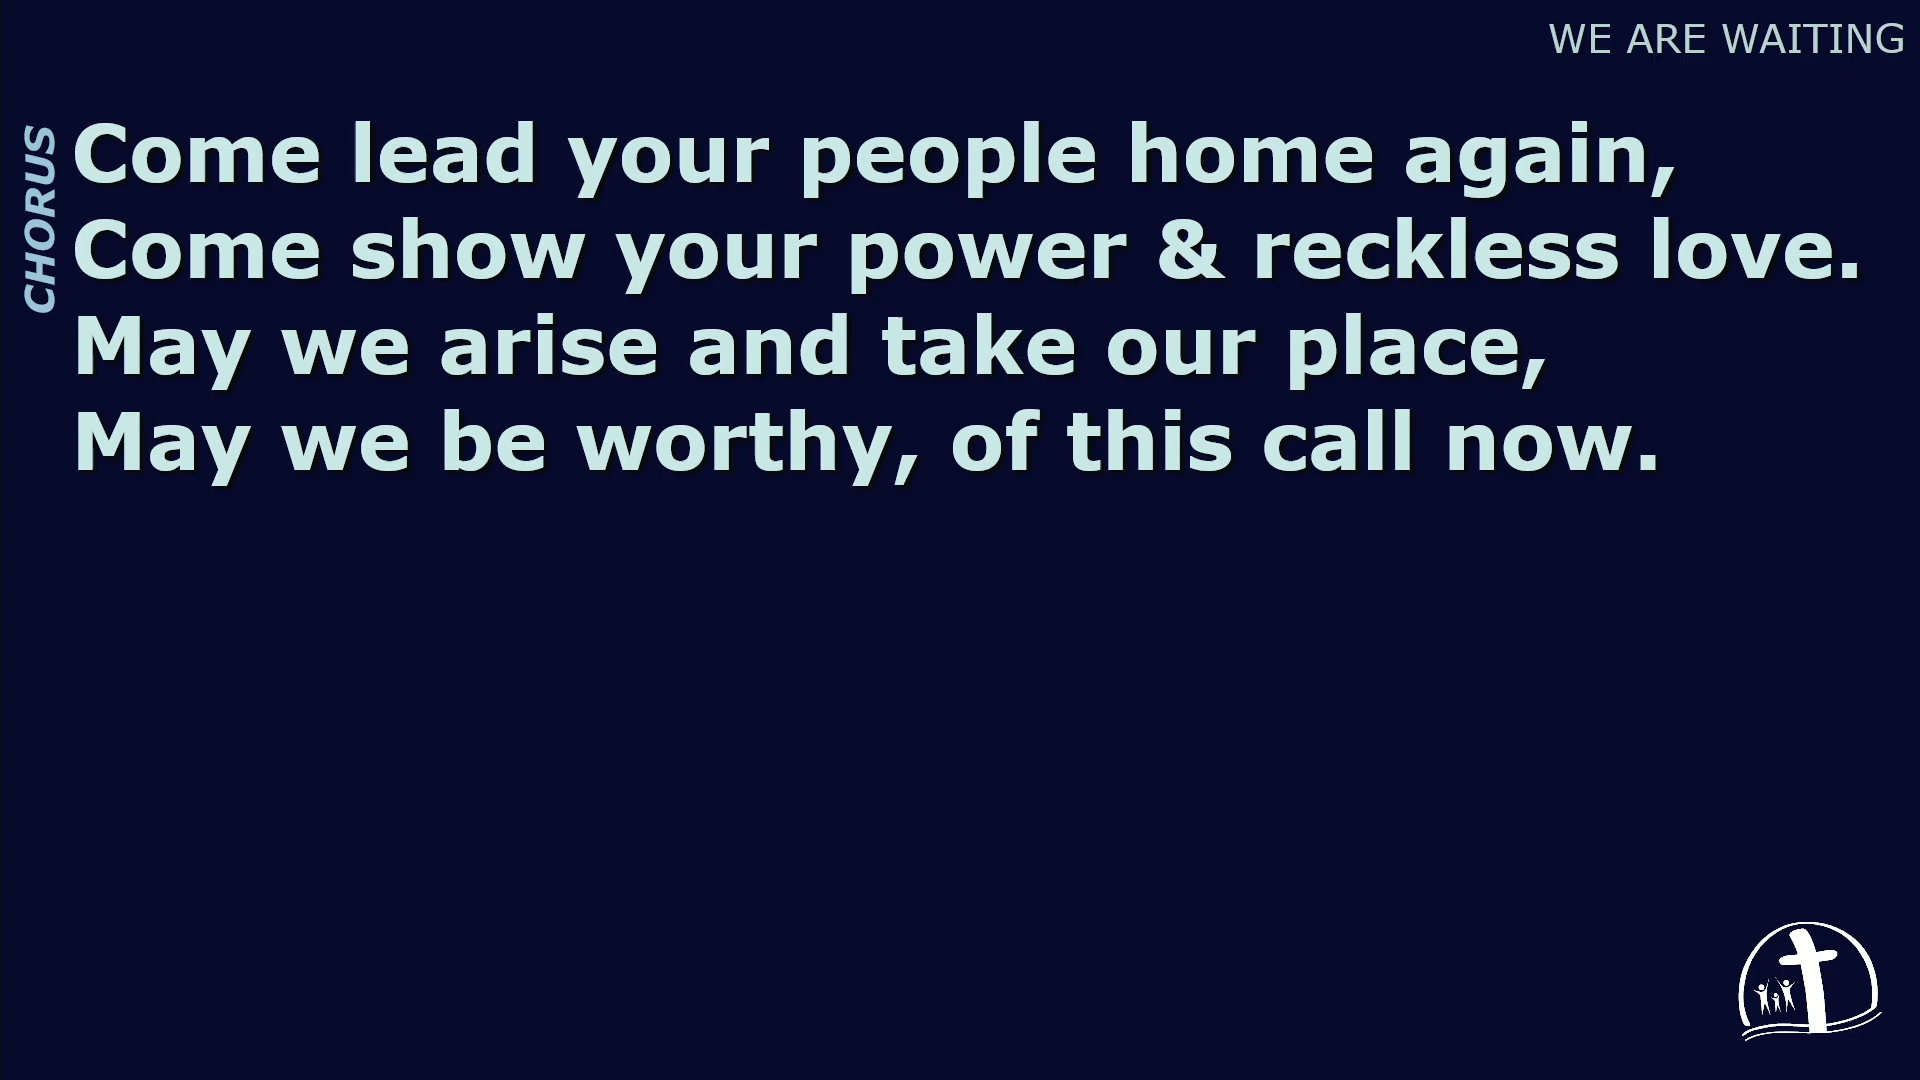 WE ARE WAITING
CHORUS
Come lead your people home again,
Come show your power & reckless love.
May we arise and take our place,
May we be worthy, of this call now.